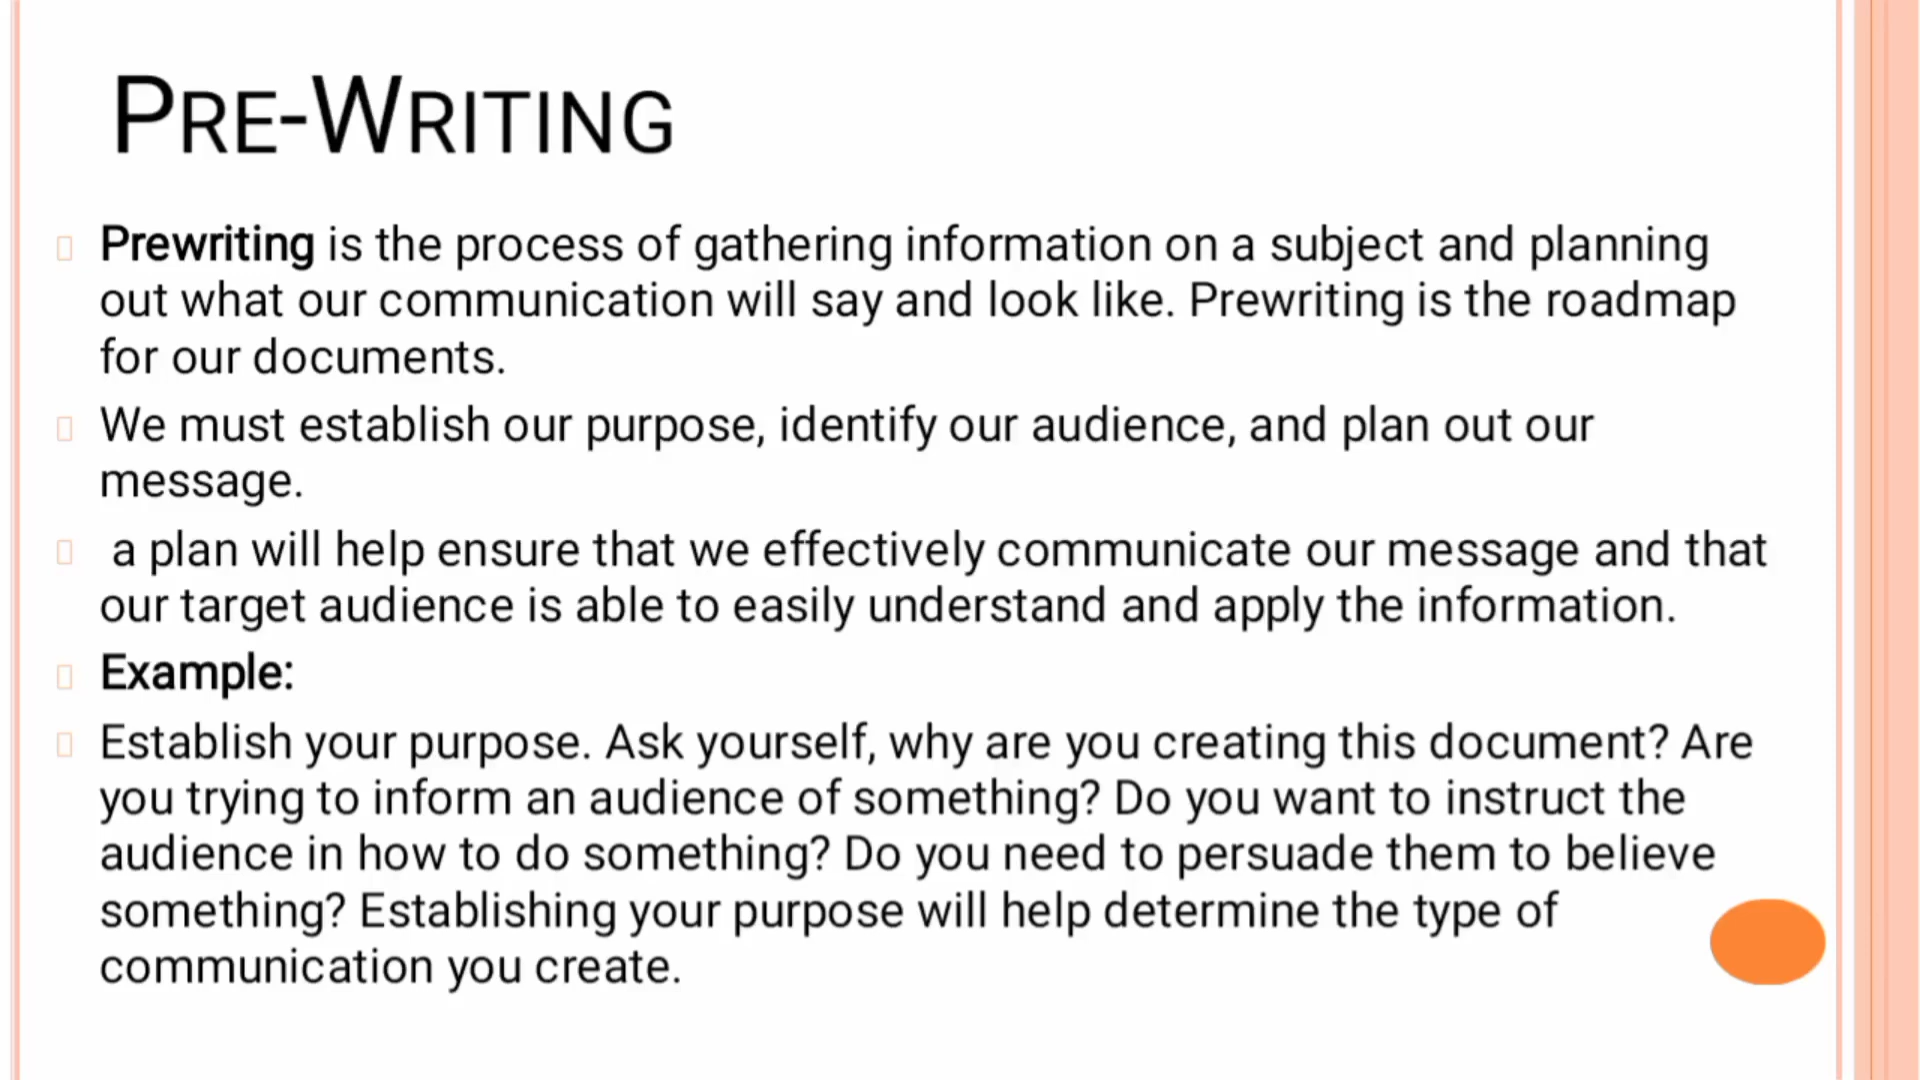 PRE-WRITING
Prewriting is the process of gathering information on a subject and planning
out what our communication will say and look like. Prewriting is the roadmap
for our documents.
We must establish our purpose, identify our audience, and plan out our
message.
a plan will help ensure that we effectively communicate our message and that
our target audience is able to easily understand and apply the information.
Example:
Establish your purpose. Ask yourself, why are you creating this document? Are
you trying to inform an audience of something? Do you want to instruct the
audience in how to do something? Do you need to persuade them to believe
something? Establishing your purpose will help determine the type of
communication you create.